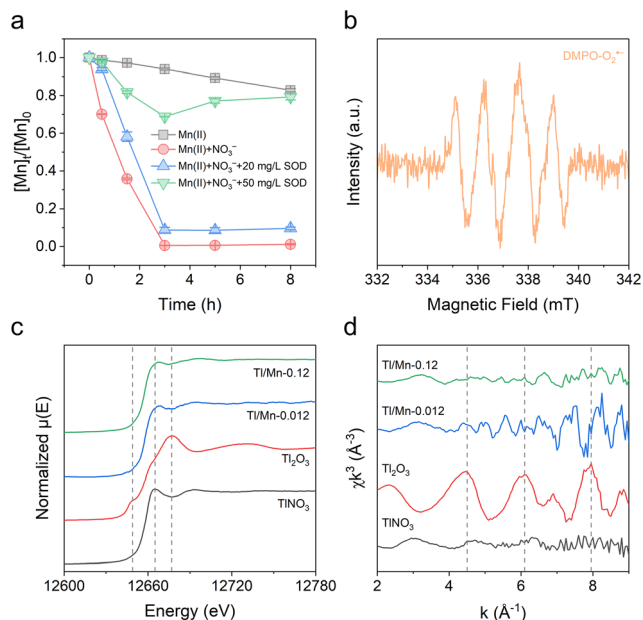 a
[Mn]t/[Mn]0
1.0
0.8
0.6
0.4
0.2
0.0
Mn(II)
Mn(II)+NO₃⁻
Mn(II)+NO₃⁻+20 mg/L SOD
Mn(II)+NO₃⁻+50 mg/L SOD
0 2 4 6 8
Time (h)
b
Intensity (a.u.)
DMPO-O₂•⁻
332 334 336 338 340 342
Magnetic Field (mT)
c
Normalized μ(E)
Tl/Mn-0.12
Tl/Mn-0.012
Tl₂O₃
TlNO₃
12600 12660 12720 12780
Energy (eV)
d
χk³ (Å⁻³)
Tl/Mn-0.12
Tl/Mn-0.012
Tl₂O₃
TlNO₃
2 4 6 8
k (Å⁻¹)